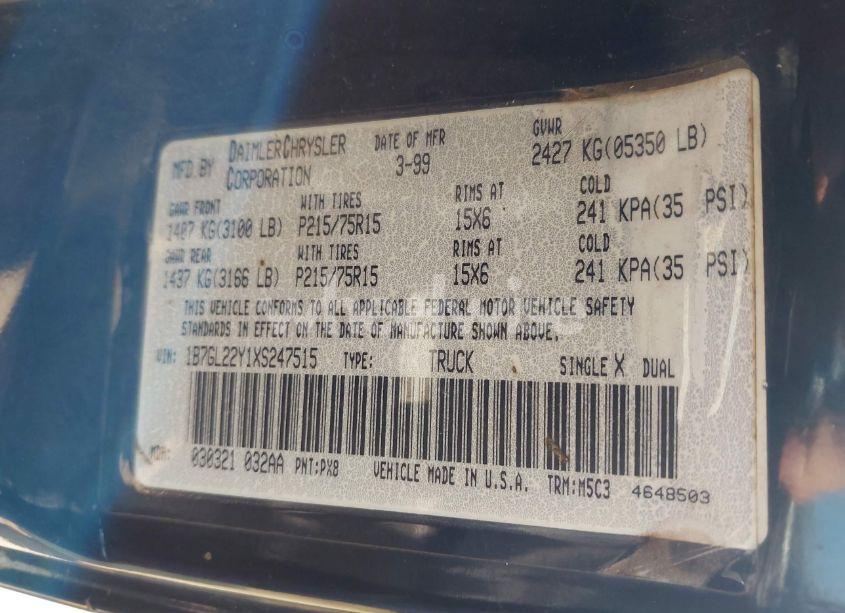 MFD BY DAIMLERCHRYSLER CORPORATION DATE OF MFR 3-99 GVWR 2427 KG(05350 LB)
GAWR FRONT WITH TIRES RIMS AT COLD
1407 KG(3100 LB) P215/75R15 15X6 241 KPA(35 PSI)
GAWR REAR WITH TIRES RIMS AT COLD
1437 KG(3166 LB) P215/75R15 15X6 241 KPA(35 PSI)
THIS VEHICLE CONFORMS TO ALL APPLICABLE FEDERAL MOTOR VEHICLE SAFETY
STANDARDS IN EFFECT ON THE DATE OF MANUFACTURE SHOWN ABOVE.
VIN: 1B7GL22Y1XS247515 TYPE: TRUCK SINGLE X DUAL
MDH: 030321 032AA PNT:PX8 VEHICLE MADE IN U.S.A. TRM:M5C3 4648503